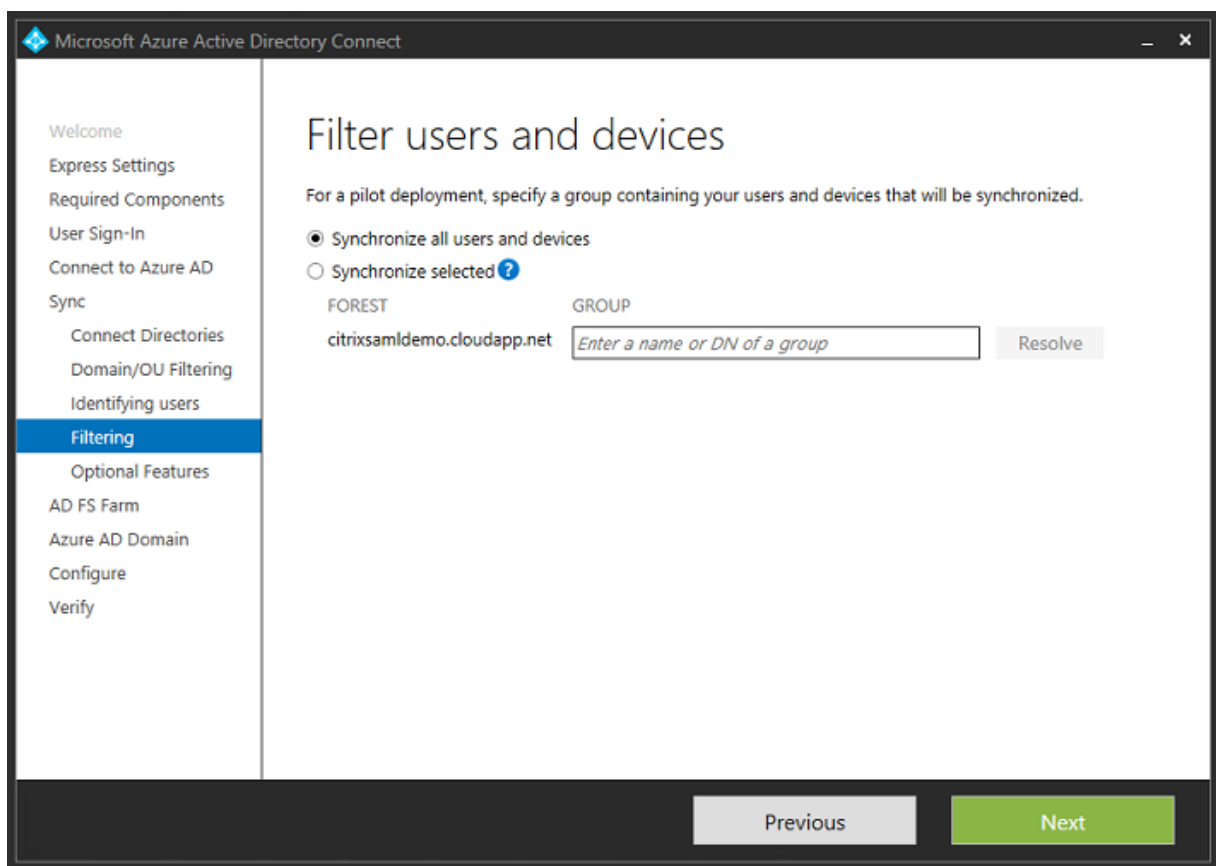 Microsoft Azure Active Directory Connect
Welcome
Express Settings
Required Components
User Sign-In
Connect to Azure AD
Sync
Connect Directories
Domain/OU Filtering
Identifying users
Filtering
Optional Features
AD FS Farm
Azure AD Domain
Configure
Verify
Filter users and devices
For a pilot deployment, specify a group containing your users and devices that will be synchronized.
Synchronize all users and devices
Synchronize selected ?
FOREST GROUP
citrixsamldemo.cloudapp.net Enter a name or DN of a group Resolve
Previous Next